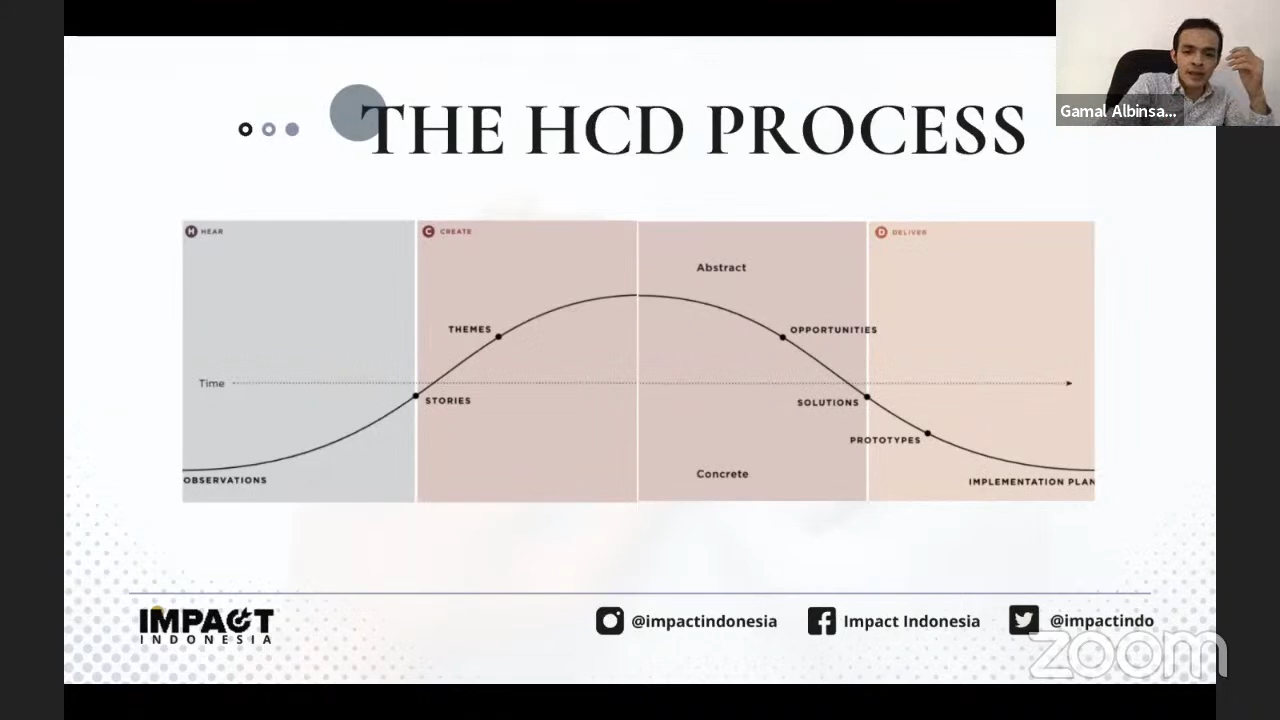 THE HCD PROCESS
Gamal Albinsa...
H HEAR
C CREATE
D DELIVER
Abstract
THEMES
OPPORTUNITIES
Time
STORIES
SOLUTIONS
PROTOTYPES
Concrete
OBSERVATIONS
IMPLEMENTATION PLAN
IMPACT
INDONESIA
@impactindonesia
Impact Indonesia
@impactindo
zoom